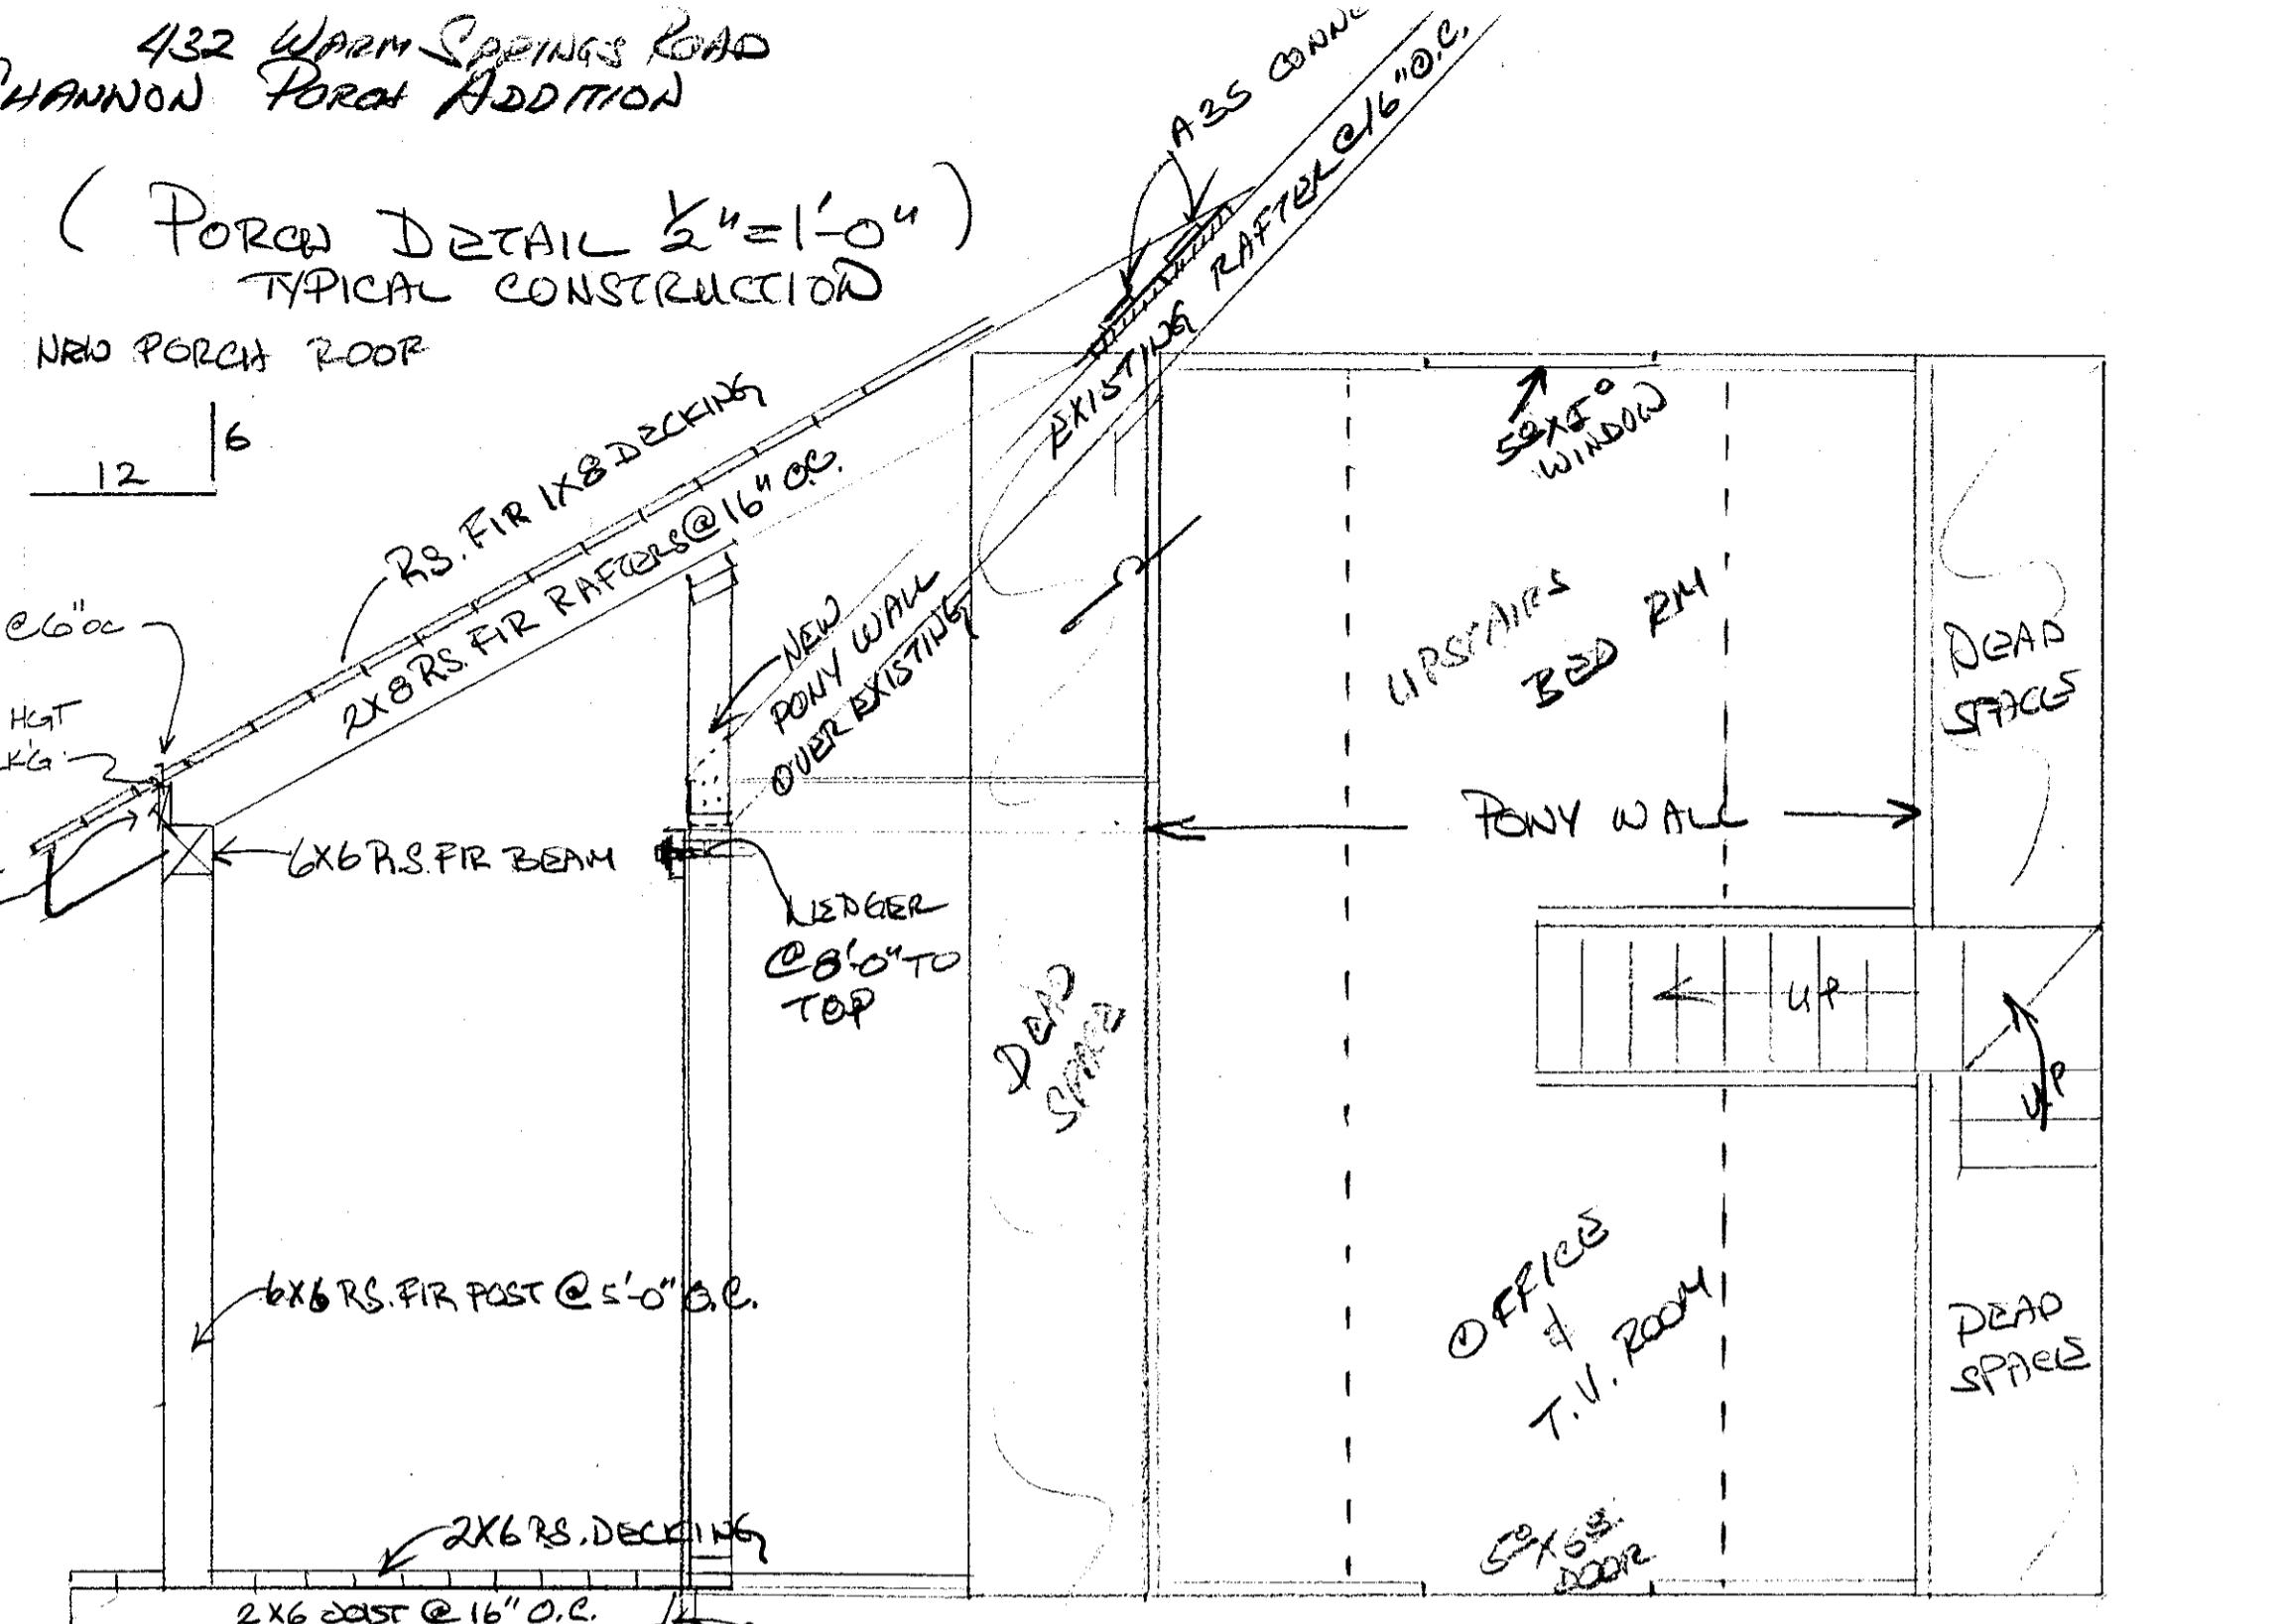 432 WARM SPRINGS ROAD
SHANNON PORCH ADDITION
( PORCH DETAIL 1/2"=1'-0" )
TYPICAL CONSTRUCTION
NEW PORCH ROOF
6
12
A35 CONN
EXISTING RAFTER @16"O.C.
RS. FIR 1X8 DECKING
2X8 RS. FIR RAFTERS @ 16" O.C.
@ 6" OC
HGT
K'G
NEW
PONY WALL
OVER EXISTING
6X6 R.S. FIR BEAM
LEDGER
@ 8'-0" TO
TOP
6X6 RS. FIR POST @ 5'-0" O.C.
2X6 RS. DECKING
2X6 JOIST @ 16" O.C.
DEAD
SPACE
WINDOW
UPSTAIRS
BED RM
DEAD
SPACE
PONY WALL
UP
UP
OFFICE
&
T.V. ROOM
DEAD
SPACE
DOOR